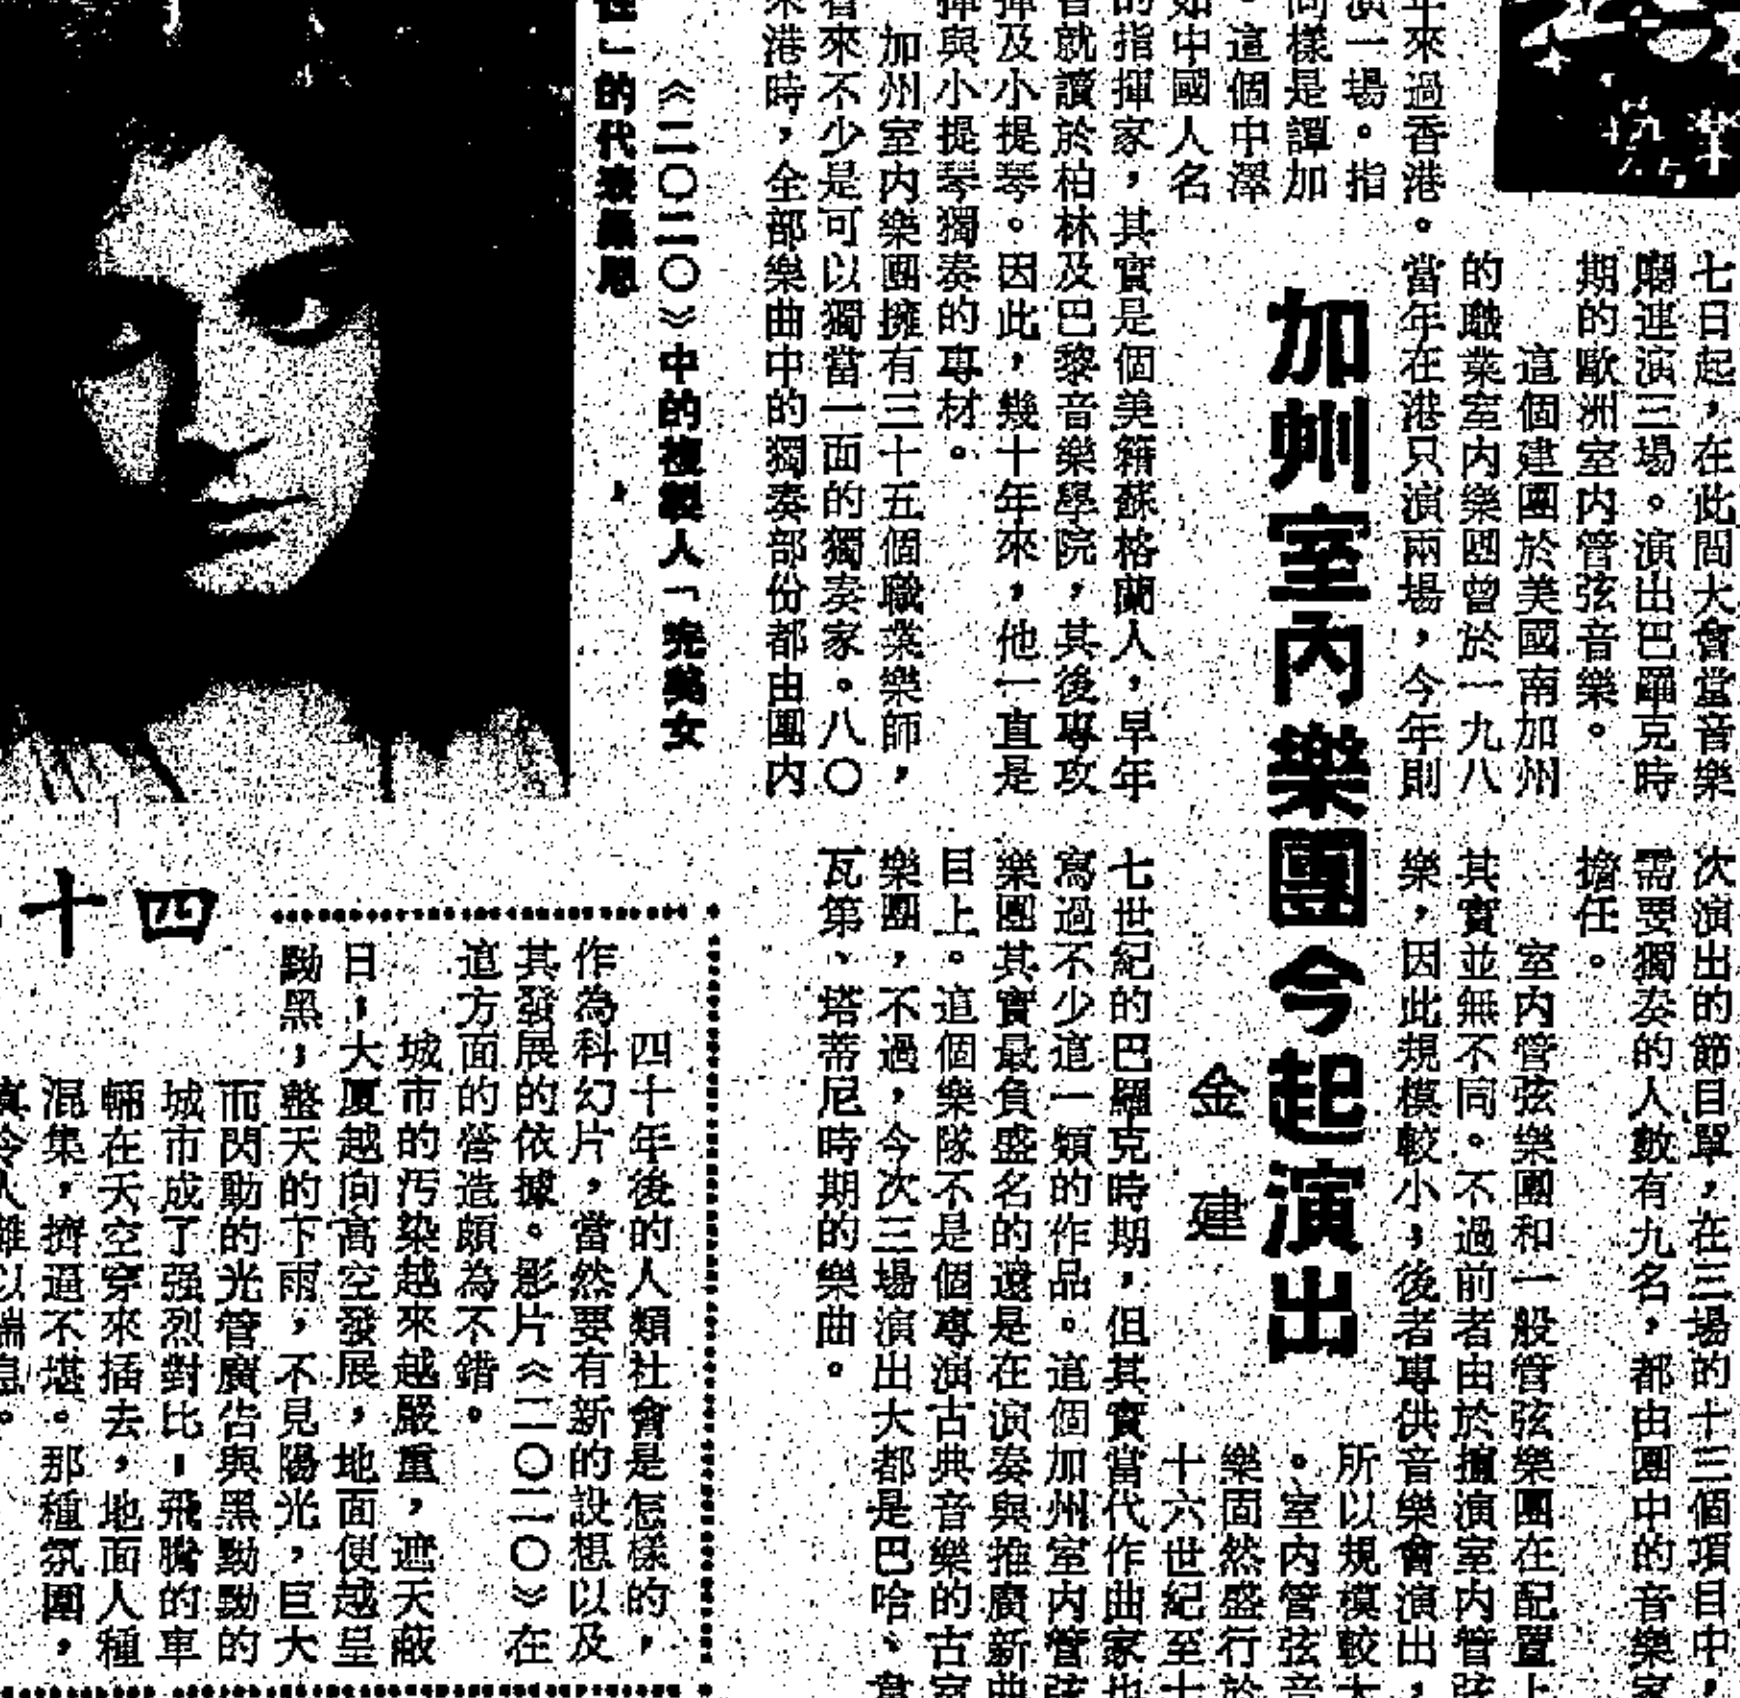 加州室內樂團今起演出
金建
七日起，在此間大會堂音樂
廳連演三場。演出巴羅克時
期的歐洲室內管弦音樂。
這個建團於美國南加州
的職業室內樂團曾於一九八
年來過香港。當年在港只演兩場，今年則
演一場。指
同樣是譚加
。這個中澤
如中國人名
的指揮家，其實是個美籍蘇格蘭人，早年
曾就讀於柏林及巴黎音樂學院，其後專攻
揮及小提琴。因此，幾十年來，他一直是
揮與小提琴獨奏的專材。
加州室內樂團擁有三十五個職業樂師，
看來不少是可以獨當一面的獨奏家。八〇
來港時，全部樂曲中的獨奏部份都由團內
次演出的節目單，在三場的十三個項目中，
需要獨奏的人數有九名，都由團中的音樂家
擔任。
室內管弦樂團和一般管弦樂團在配置上
其實並無不同。不過前者由於擅演室內管弦
樂，因此規模較小；後者專供音樂會演出，
所以規模較大
。室內管弦音
樂固然盛行於
十六世紀至十
七世紀的巴羅克時期，但其實當代作曲家也
寫過不少這一類的作品。這個加州室內管弦
樂團其實最負盛名的還是在演奏與推廣新曲
目上。這個樂隊不是個專演古典音樂的古
樂團，不過，今次三場演出大都是巴哈、韋
瓦第、塔蒂尼時期的樂曲。
《二〇二〇》中的複製人「完美女
性」的代表
十四
四十年後的人類社會是怎樣的，
作為科幻片，當然要有新的設想以及
其發展的依據。影片《二〇二〇》在
這方面的營造頗為不錯。
城市的污染越來越嚴重，遮天蔽
日，大厦越向高空發展，地面便越呈
黝黑；整天的下雨，不見陽光，巨大
而閃動的光管廣告與黑黝黝的
城市成了强烈對比，飛騰的車
輛在天空穿來插去，地面人種
混集，擠逼不堪。那種氛圍，
真令人難以喘息。